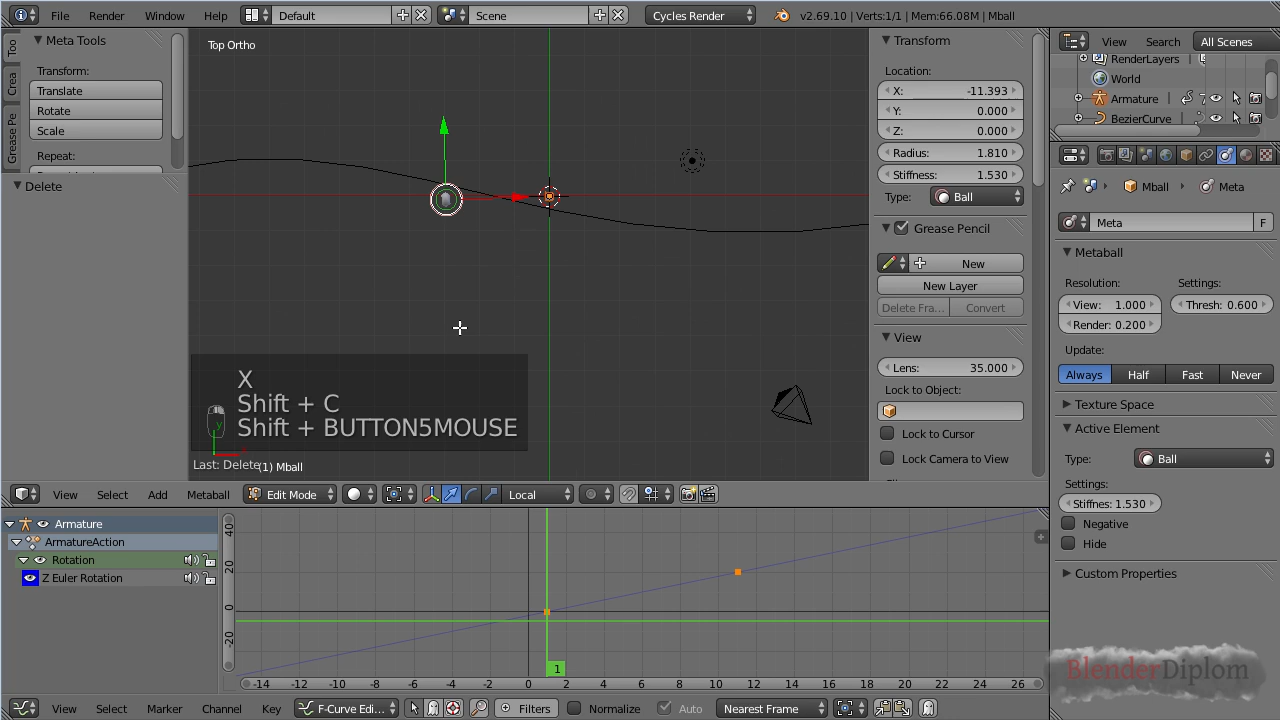 File Render Window Help Default Scene Cycles Render v2.69.10 | Verts:1/1 | Mem:66.08M | Mball
Too
Crea
Grease Pe
Meta Tools
Transform:
Translate
Rotate
Scale
Repeat:
Delete
Top Ortho
X
Shift + C
Shift + BUTTON5MOUSE
y
Last: Delete
(1) Mball
Transform
Location:
X: -11.393
Y: 0.000
Z: 0.000
Radius: 1.810
Stiffness: 1.530
Type: Ball
Grease Pencil
New
New Layer
Delete Fra... Convert
View
Lens: 35.000
Lock to Object:
Lock to Cursor
Lock Camera to View
View Search All Scenes
RenderLayers
World
Armature
BezierCurve
Mball Meta
Meta F
Metaball
Resolution: Settings:
View: 1.000 Thresh: 0.600
Render: 0.200
Update:
Always Half Fast Never
Texture Space
Active Element
Type: Ball
Settings:
Stiffnes: 1.530
Negative
Hide
Custom Properties
View Select Add Metaball Edit Mode Local
Armature
ArmatureAction
Rotation
Z Euler Rotation
40
20
0
-20
1
-14 -12 -10 -8 -6 -4 -2 0 2 4 6 8 10 12 14 16 18 20 22 24 26
View Select Marker Channel Key F-Curve Edi... Filters Normalize Auto Nearest Frame
BlenderDiplom